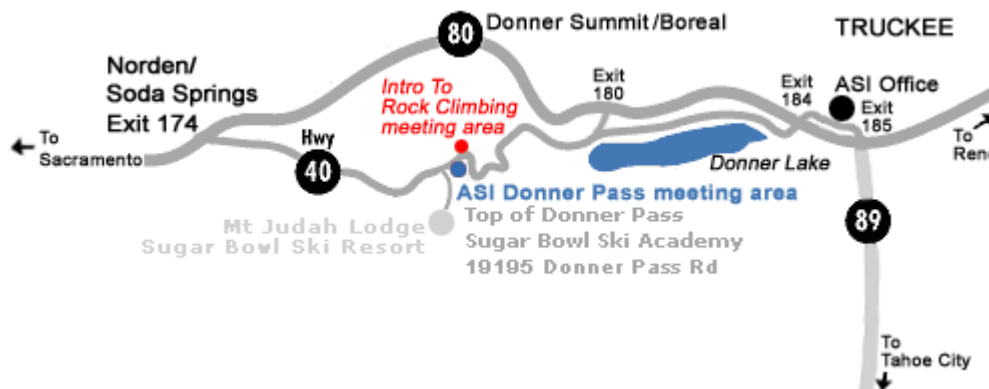 80
Donner Summit/Boreal
TRUCKEE
Norden/
Soda Springs
Exit 174
Intro To
Rock Climbing
meeting area
Exit
180
Exit
184
ASI Office
Exit
185
To
Sacramento
Hwy
40
To
Reno
Donner Lake
ASI Donner Pass meeting area
Mt Judah Lodge
Sugar Bowl Ski Resort
Top of Donner Pass
Sugar Bowl Ski Academy
19195 Donner Pass Rd
89
To
Tahoe City